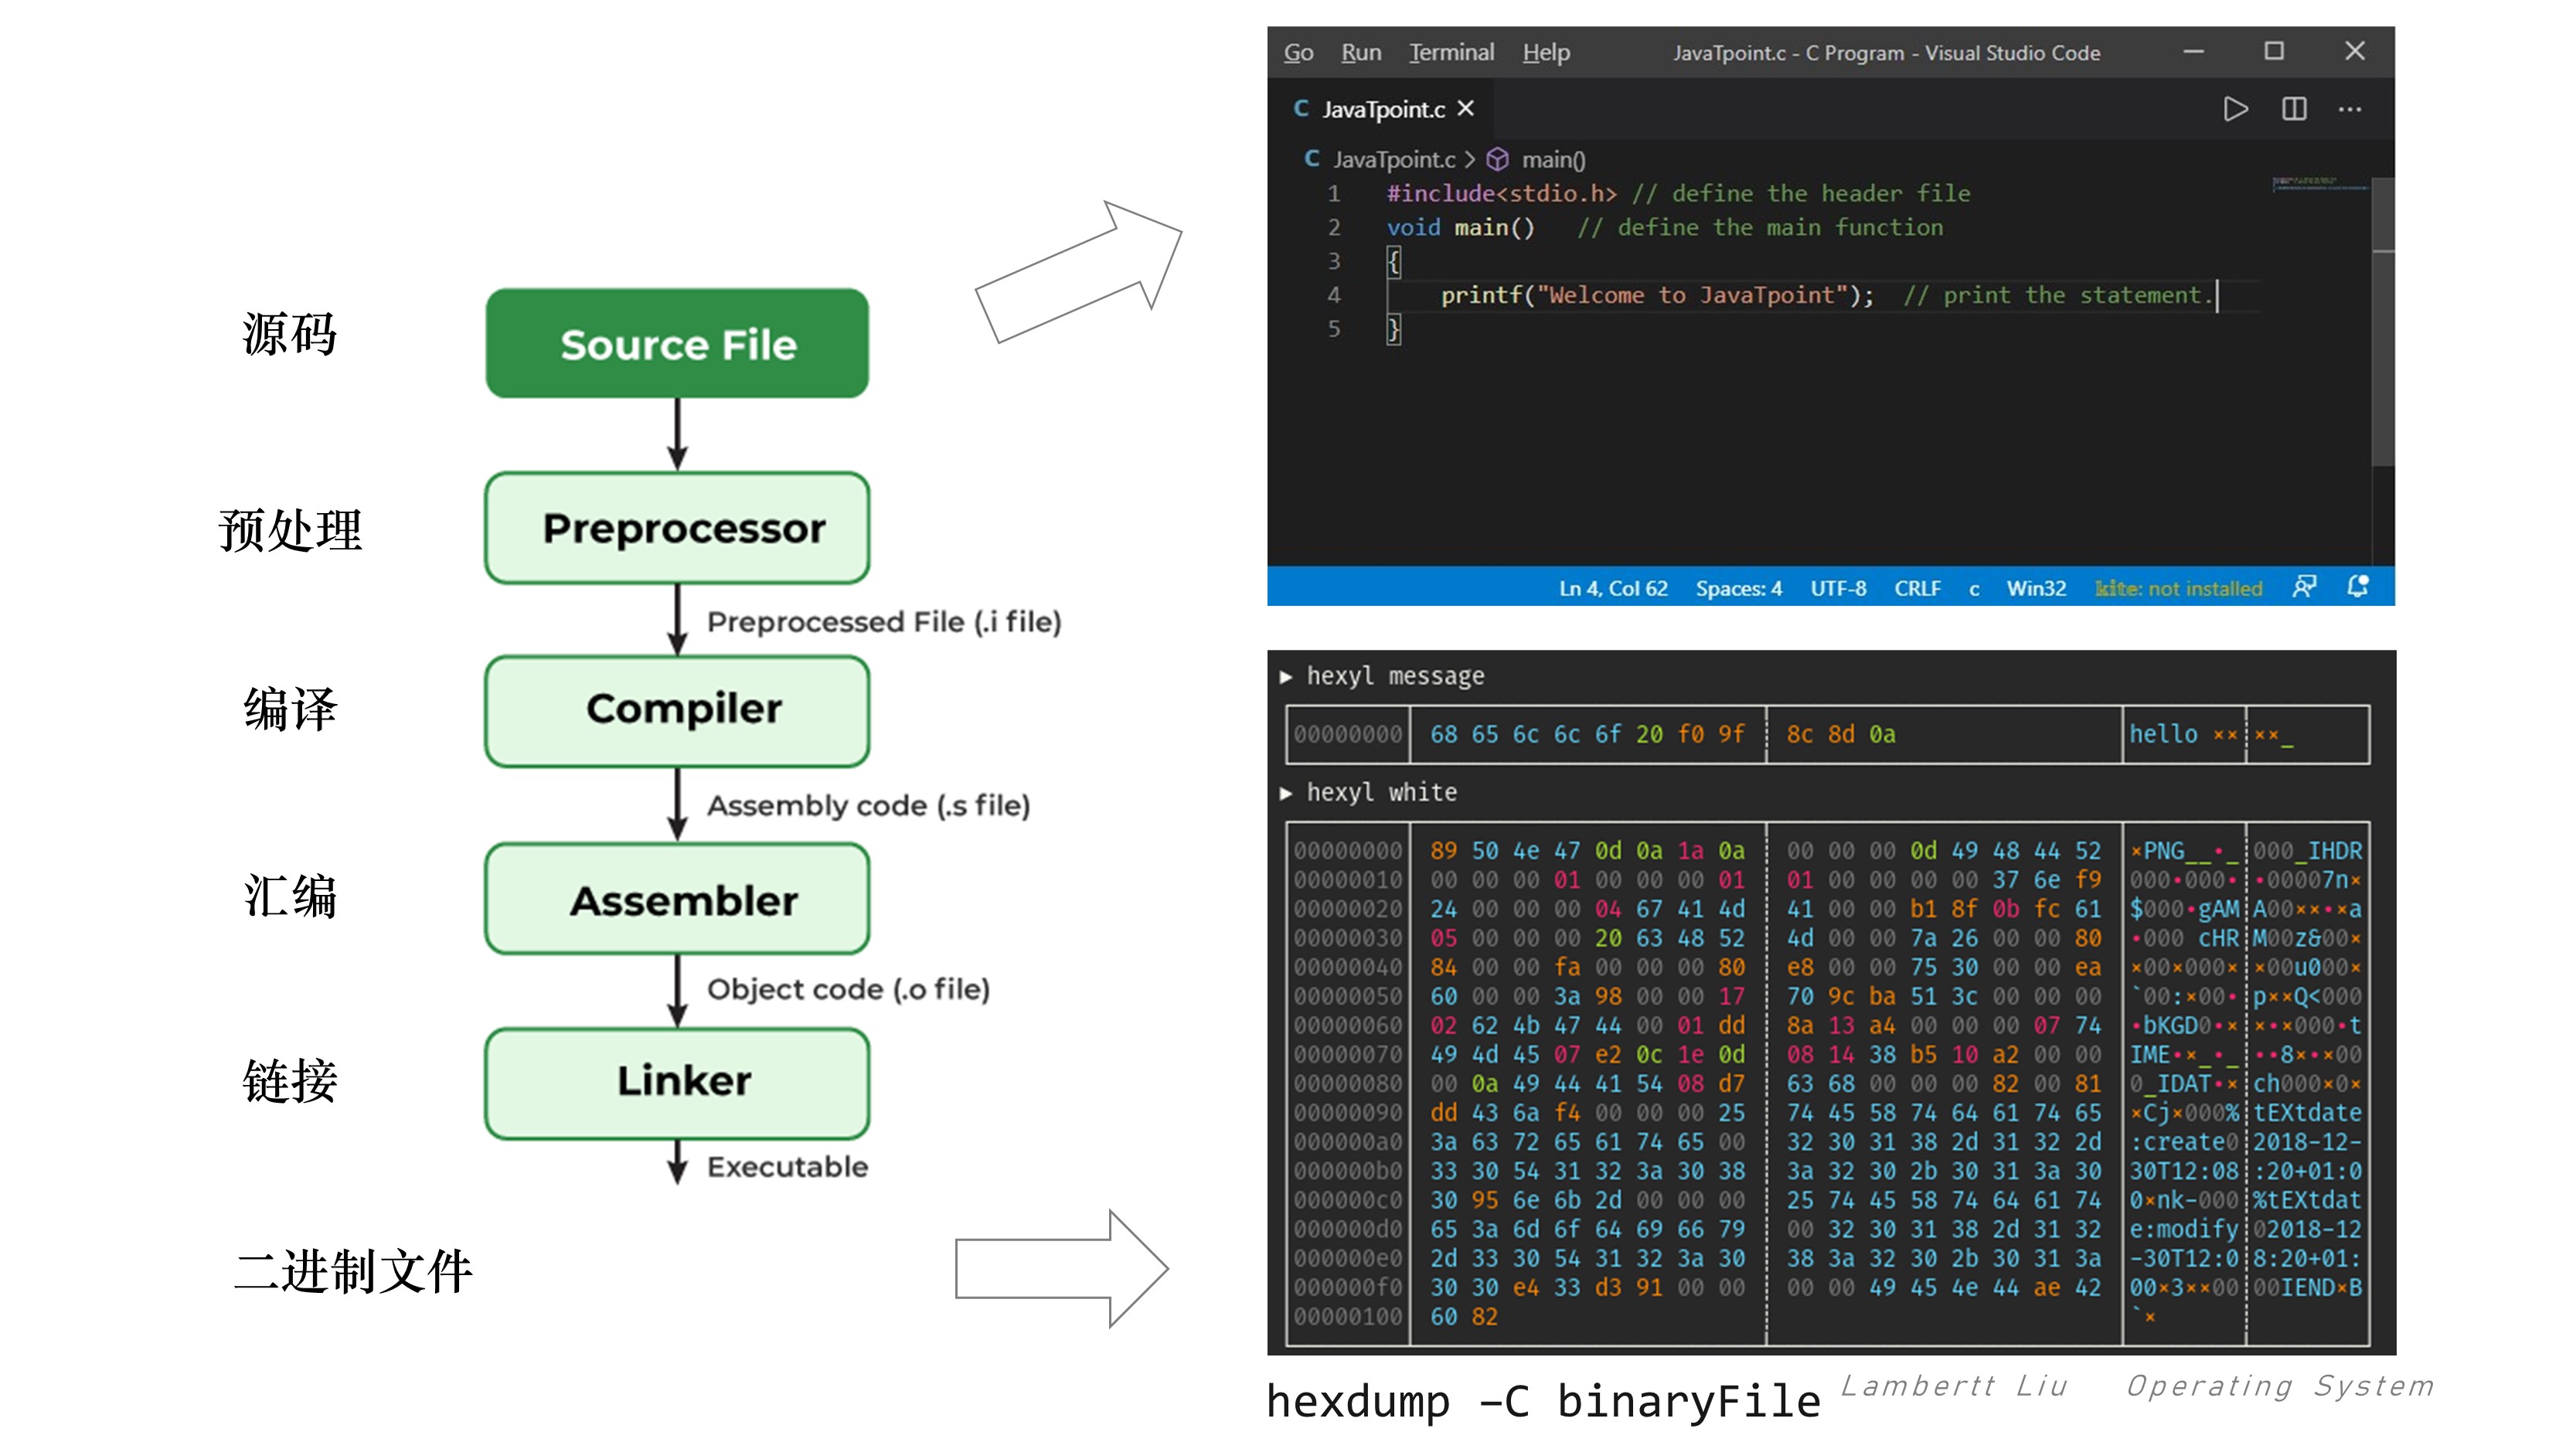 源码
Source File
预处理
Preprocessor
Preprocessed File (.i file)
编译
Compiler
Assembly code (.s file)
汇编
Assembler
Object code (.o file)
链接
Linker
Executable
二进制文件
Go Run Terminal Help JavaTpoint.c - C Program - Visual Studio Code
C JavaTpoint.c
C JavaTpoint.c > main()
1 #include<stdio.h> // define the header file
2 void main() // define the main function
3 {
4 printf("Welcome to JavaTpoint"); // print the statement.
5 }
Ln 4, Col 62 Spaces: 4 UTF-8 CRLF c Win32 kite: not installed
▶ hexyl message
00000000 68 65 6c 6c 6f 20 f0 9f 8c 8d 0a hello ×× ××_
▶ hexyl white
00000000 89 50 4e 47 0d 0a 1a 0a 00 00 00 0d 49 48 44 52 ×PNG__•_ 000_IHDR
00000010 00 00 00 01 00 00 00 01 01 00 00 00 00 37 6e f9 000•000• •00007n×
00000020 24 00 00 00 04 67 41 4d 41 00 00 b1 8f 0b fc 61 $000•gAM A00××•×a
00000030 05 00 00 00 20 63 48 52 4d 00 00 7a 26 00 00 80 •000 cHR M00z&00×
00000040 84 00 00 fa 00 00 00 80 e8 00 00 75 30 00 00 ea ×00×000× ×00u000×
00000050 60 00 00 3a 98 00 00 17 70 9c ba 51 3c 00 00 00 `00:×00• p××Q<000
00000060 02 62 4b 47 44 00 01 dd 8a 13 a4 00 00 00 07 74 •bKGD0•× ×•×000•t
00000070 49 4d 45 07 e2 0c 1e 0d 08 14 38 b5 10 a2 00 00 IME•×_•_ ••8×•×00
00000080 00 0a 49 44 41 54 08 d7 63 68 00 00 00 82 00 81 0_IDAT•× ch000×0×
00000090 dd 43 6a f4 00 00 00 25 74 45 58 74 64 61 74 65 ×Cj×000% tEXtdate
000000a0 3a 63 72 65 61 74 65 00 32 30 31 38 2d 31 32 2d :create0 2018-12-
000000b0 33 30 54 31 32 3a 30 38 3a 32 30 2b 30 31 3a 30 30T12:08 :20+01:0
000000c0 30 95 6e 6b 2d 00 00 00 25 74 45 58 74 64 61 74 0×nk-000 %tEXtdat
000000d0 65 3a 6d 6f 64 69 66 79 00 32 30 31 38 2d 31 32 e:modify 02018-12
000000e0 2d 33 30 54 31 32 3a 30 38 3a 32 30 2b 30 31 3a -30T12:0 8:20+01:
000000f0 30 30 e4 33 d3 91 00 00 00 00 49 45 4e 44 ae 42 00×3××00 00IEND×B
00000100 60 82 `×
hexdump -C binaryFile
Lambertt Liu Operating System